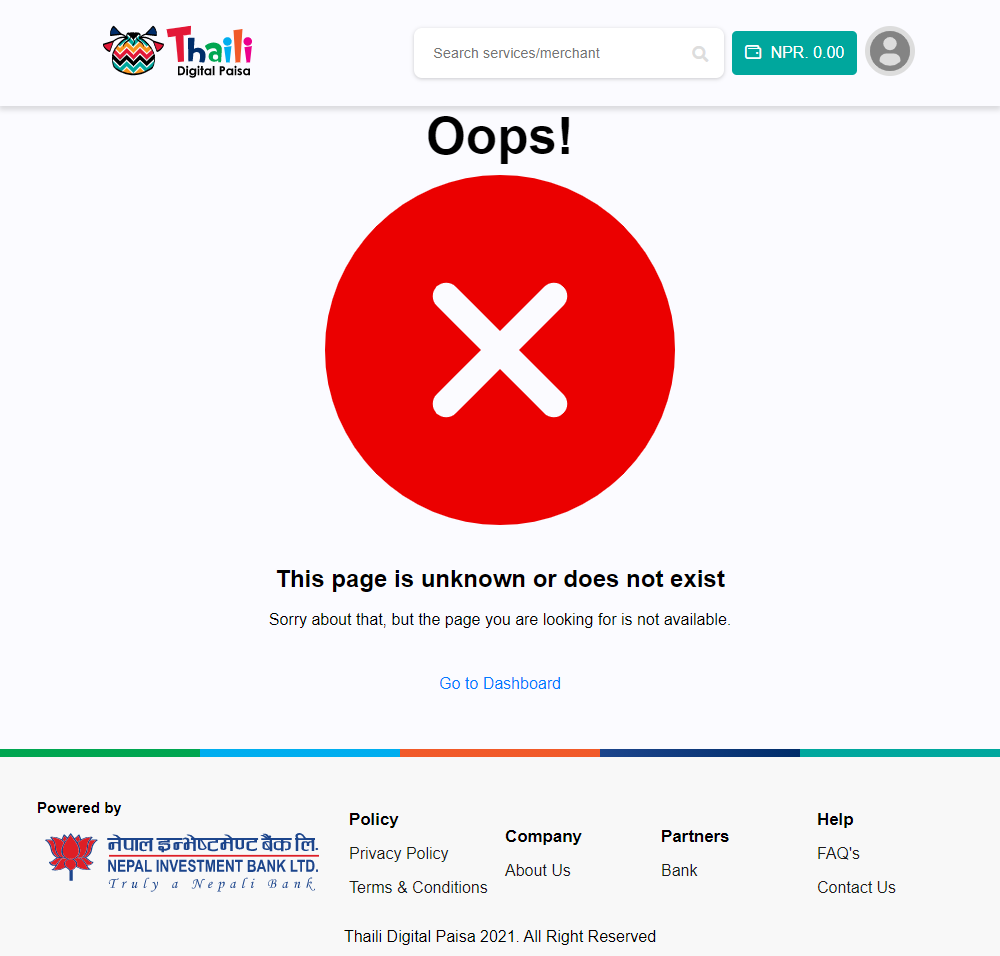 Thaili
Digital Paisa
Search services/merchant
NPR. 0.00
Oops!
This page is unknown or does not exist
Sorry about that, but the page you are looking for is not available.
Go to Dashboard
Powered by
नेपाल इन्भेष्टमेण्ट बैंक लि.
NEPAL INVESTMENT BANK LTD.
Truly a Nepali Bank
Policy
Privacy Policy
Terms & Conditions
Company
About Us
Partners
Bank
Help
FAQ's
Contact Us
Thaili Digital Paisa 2021. All Right Reserved